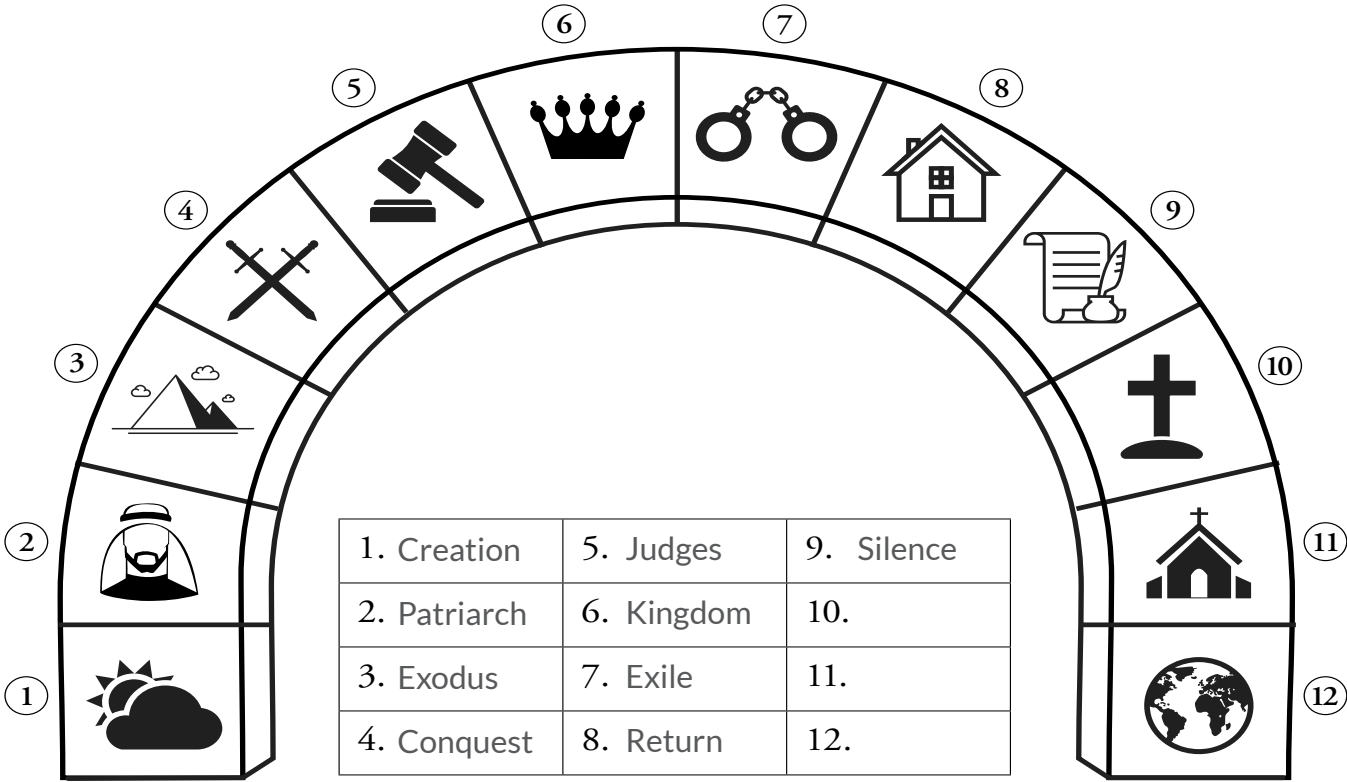 6
7
5
8
4
9
3
10
2
11
1
12
1. Creation
5. Judges
9. Silence
2. Patriarch
6. Kingdom
10.
3. Exodus
7. Exile
11.
4. Conquest
8. Return
12.